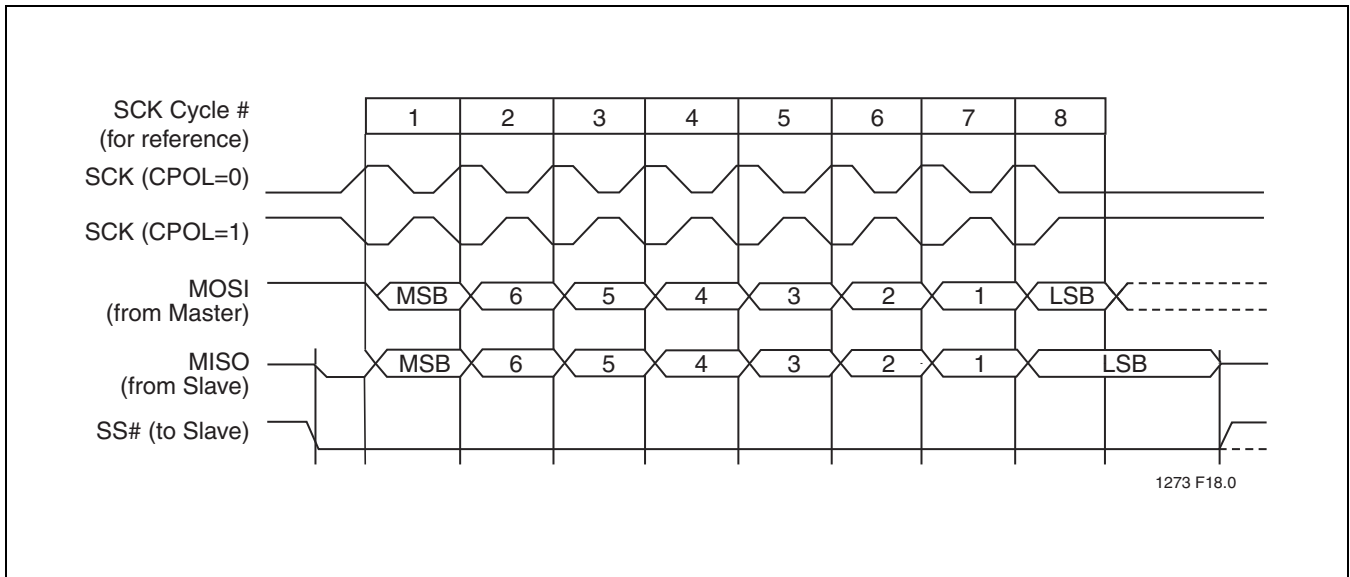 SCK Cycle #
(for reference)
1 2 3 4 5 6 7 8
SCK (CPOL=0)
SCK (CPOL=1)
MOSI
(from Master)
MSB 6 5 4 3 2 1 LSB
MISO
(from Slave)
MSB 6 5 4 3 2 1 LSB
SS# (to Slave)
1273 F18.0